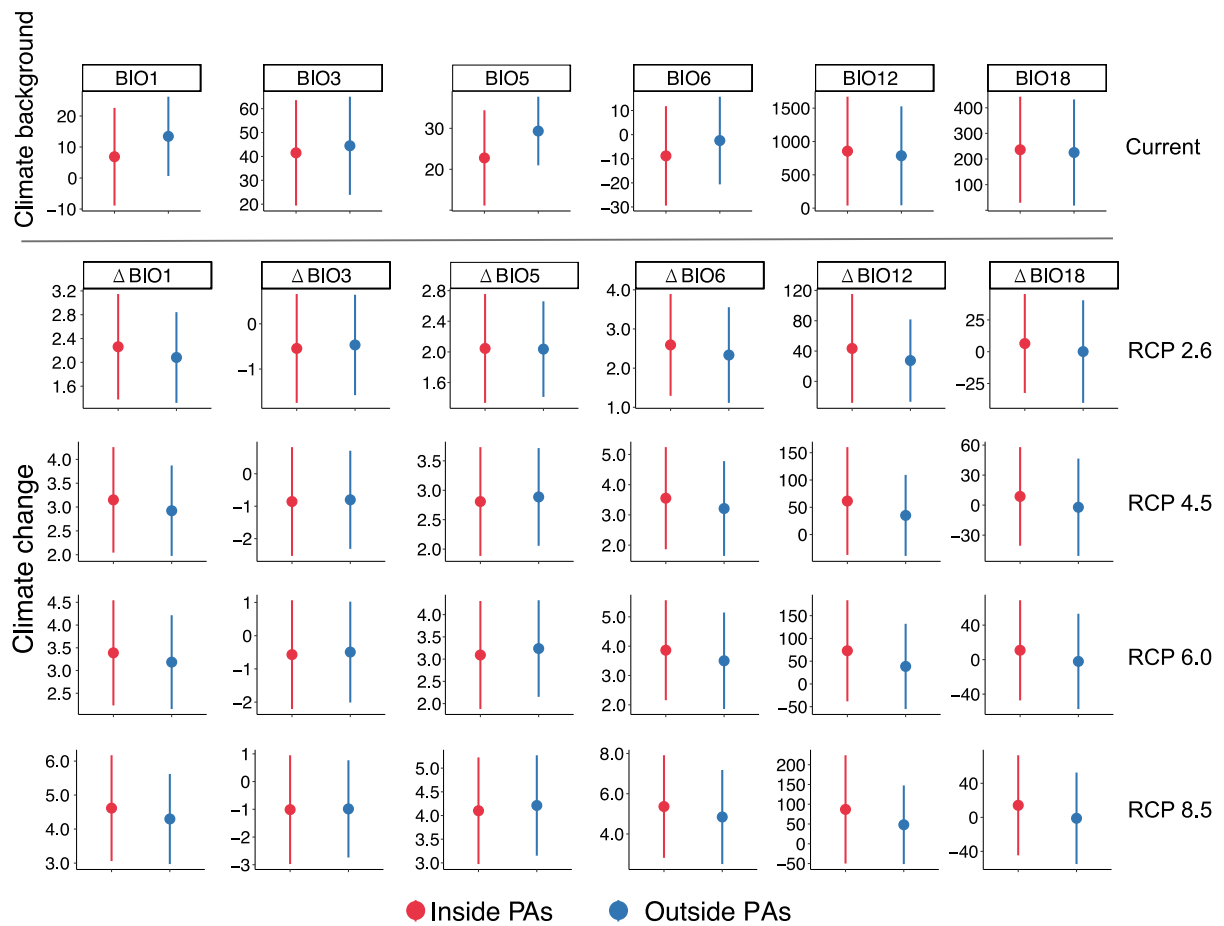 Climate background
BIO1 BIO3 BIO5 BIO6 BIO12 BIO18
20 10 0 −10
60 50 40 30 20
30 20
10 0 −10 −20 −30
1500 1000 500 0
400 300 200 100
Current
Climate change
Δ BIO1 Δ BIO3 Δ BIO5 Δ BIO6 Δ BIO12 Δ BIO18
3.2 2.8 2.4 2.0 1.6
0 −1
2.8 2.4 2.0 1.6
4.0 3.0 2.0 1.0
120 80 40 0
25 0 −25
RCP 2.6
4.0 3.5 3.0 2.5 2.0
0 −1 −2
3.5 3.0 2.5 2.0
5.0 4.0 3.0 2.0
150 100 50 0
60 30 0 −30
RCP 4.5
4.5 4.0 3.5 3.0 2.5
1 0 −1 −2
4.0 3.5 3.0 2.5 2.0
5.0 4.0 3.0 2.0
150 100 50 0 −50
40 0 −40
RCP 6.0
6.0 5.0 4.0 3.0
1 0 −1 −2 −3
5.0 4.5 4.0 3.5 3.0
8.0 6.0 4.0
200 150 100 50 0 −50
40 0 −40
RCP 8.5
Inside PAs Outside PAs